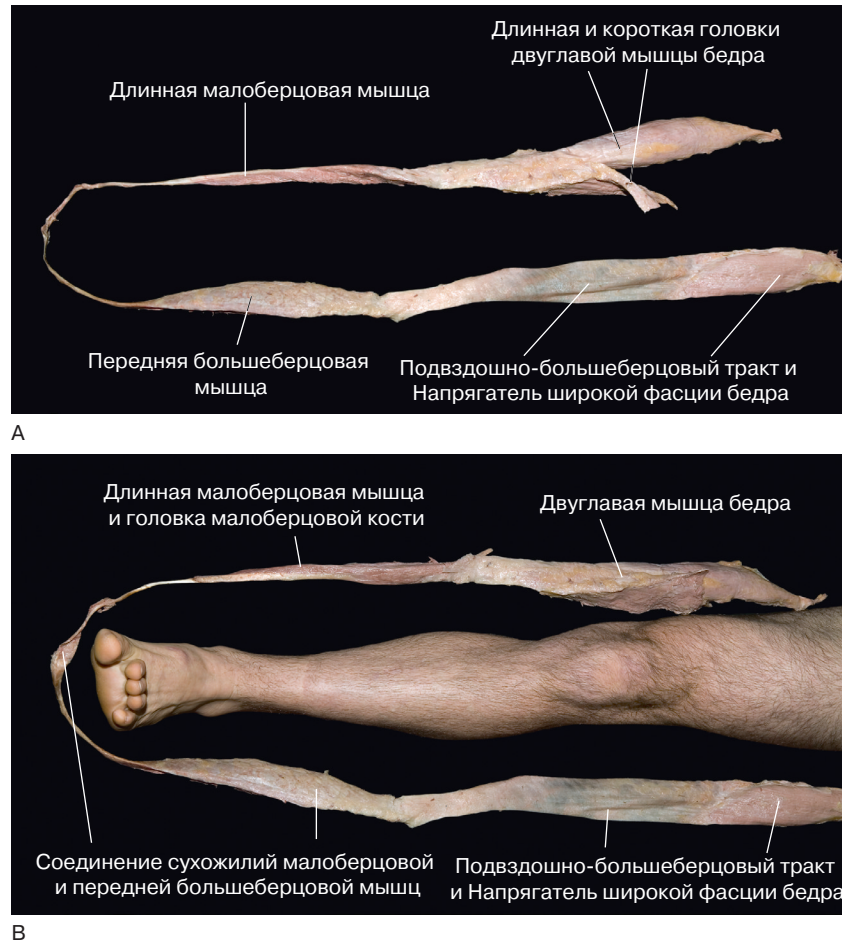 Длинная и короткая головки
двуглавой мышцы бедра
Длинная малоберцовая мышца
Передняя большеберцовая
мышца
Подвздошно-большеберцовый тракт и
Напрягатель широкой фасции бедра
A
Длинная малоберцовая мышца
и головка малоберцовой кости
Двуглавая мышца бедра
Соединение сухожилий малоберцовой
и передней большеберцовой мышц
Подвздошно-большеберцовый тракт
и Напрягатель широкой фасции бедра
B